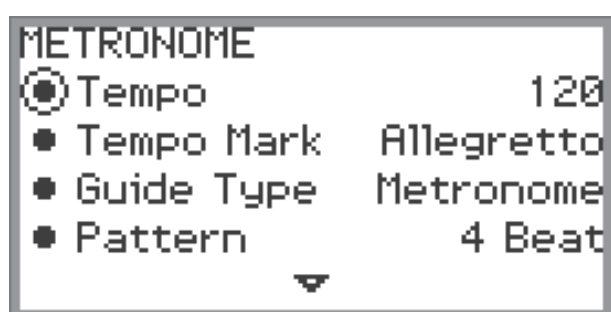 METRONOME
Tempo 120
Tempo Mark Allegretto
Guide Type Metronome
Pattern 4 Beat